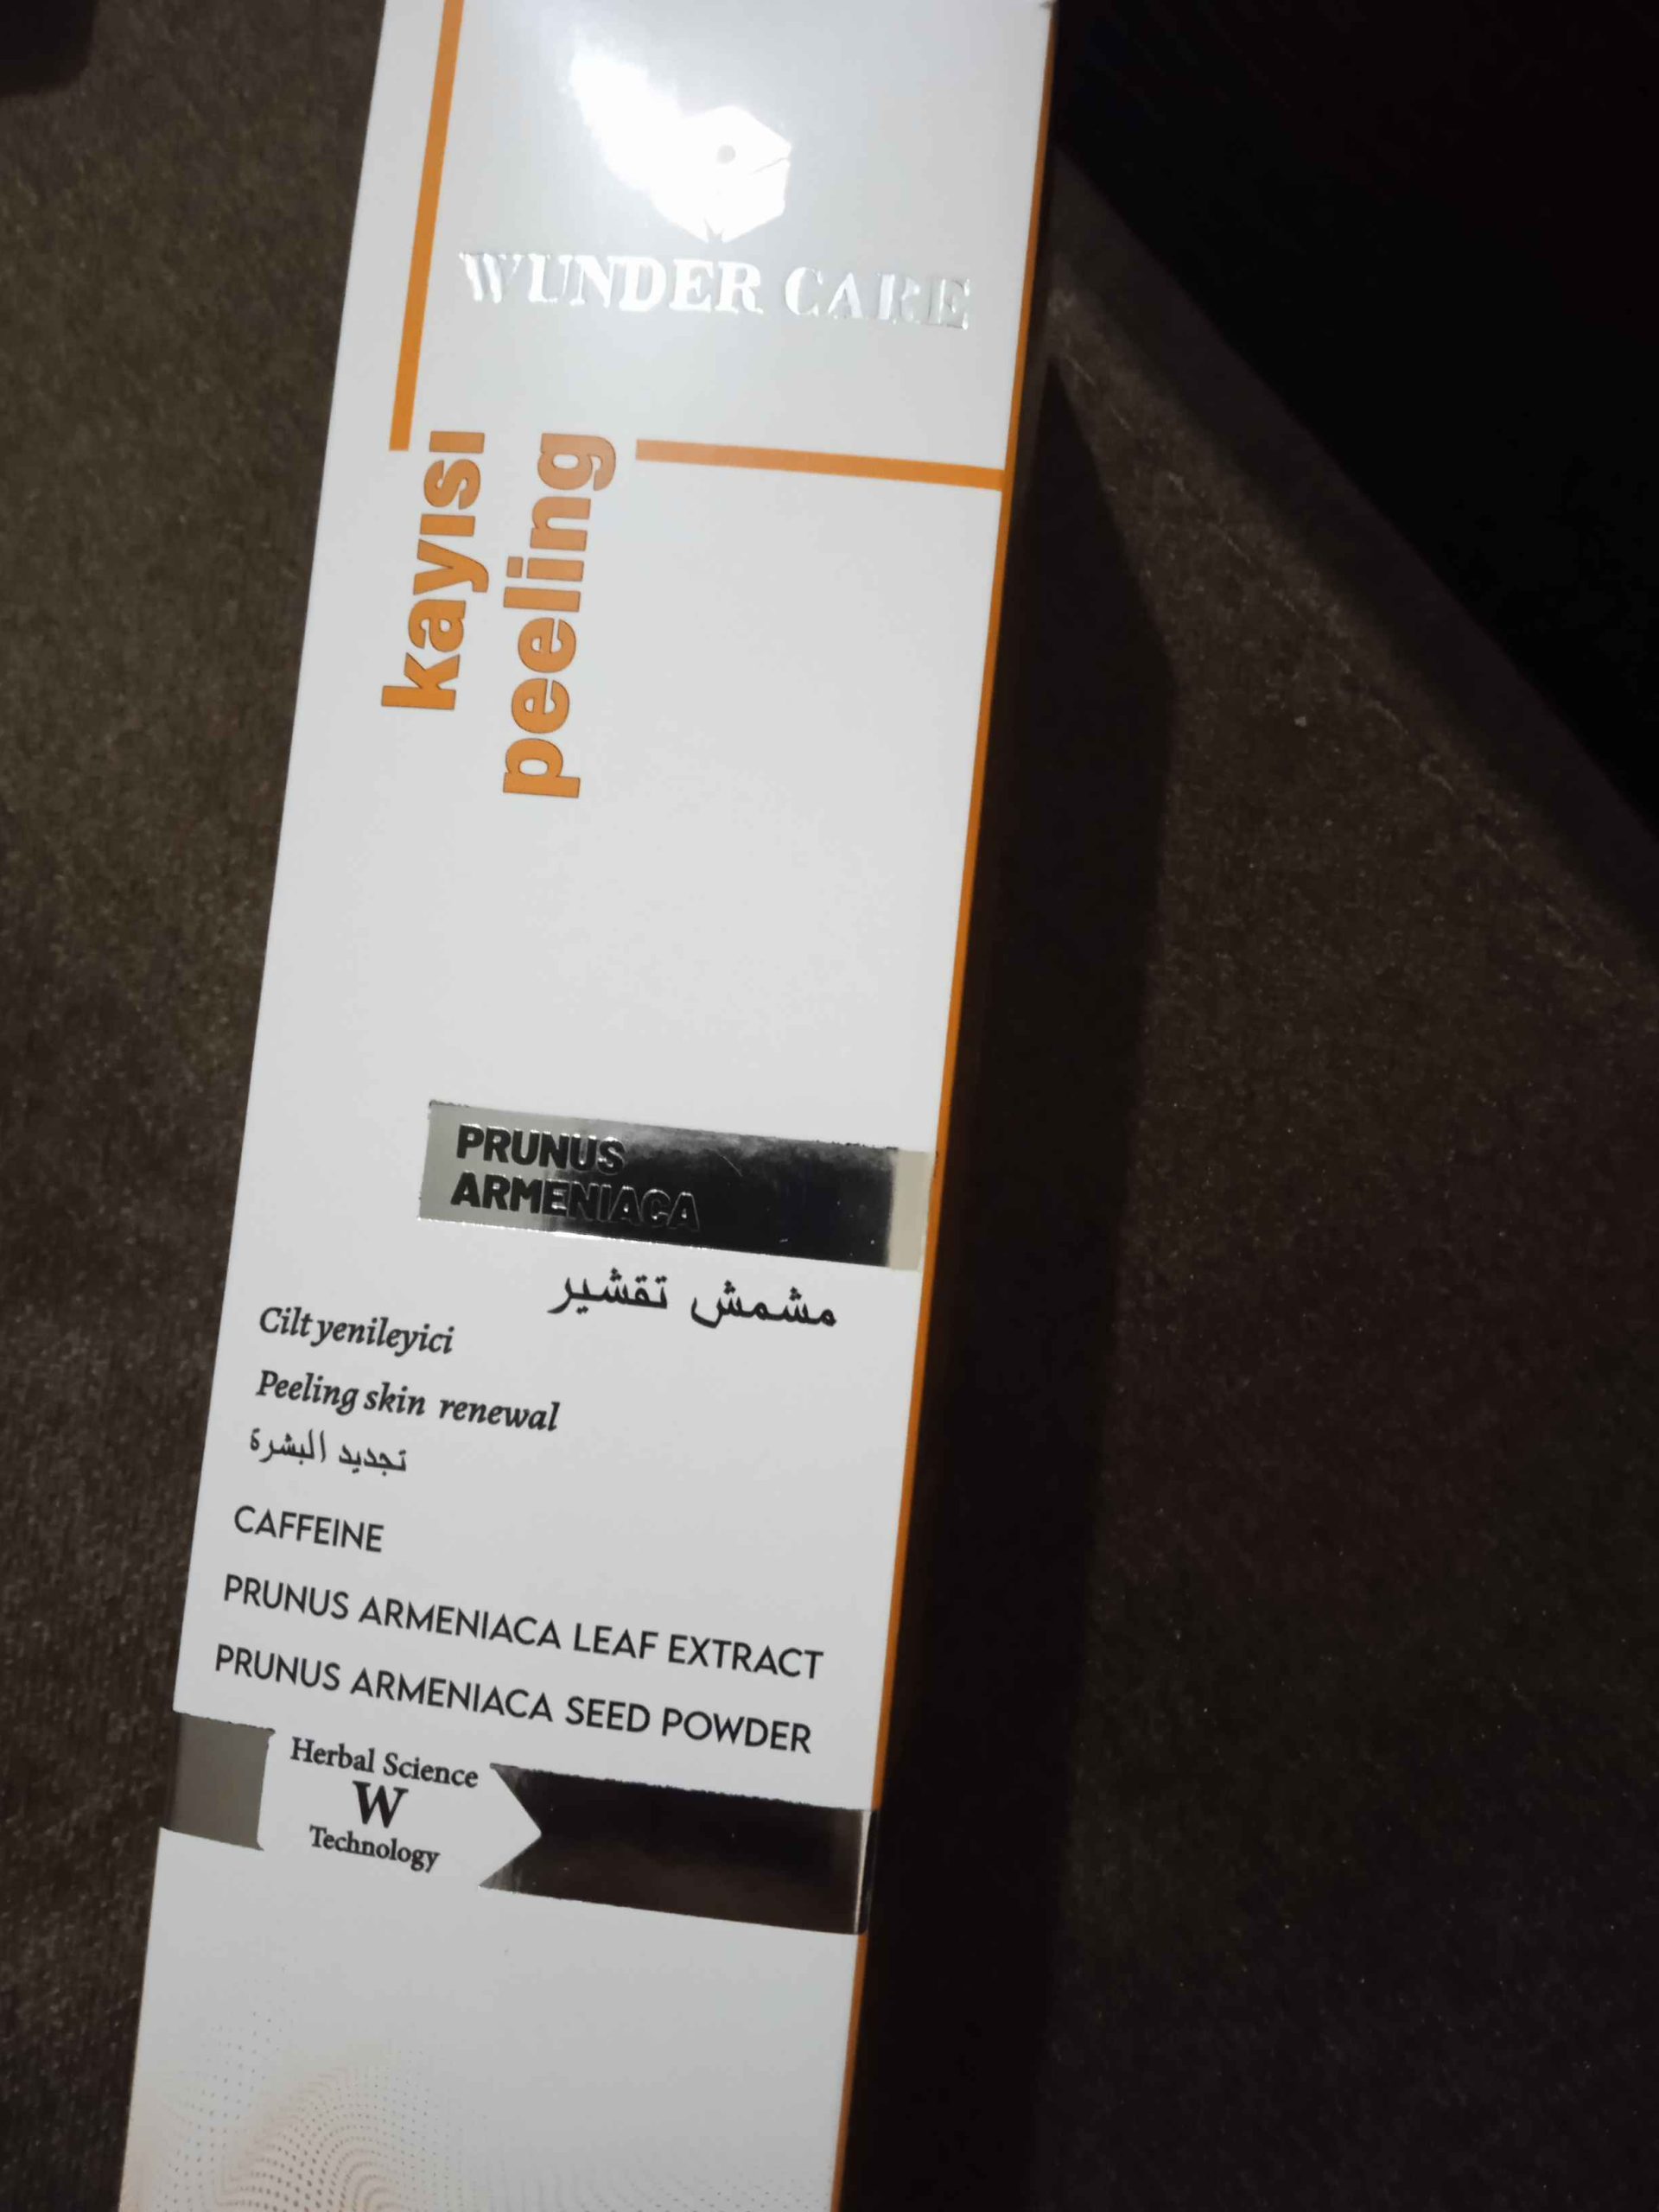 WUNDER CARE
kayısı
peeling
PRUNUS
ARMENIACA
مشمش تقشير
Cilt yenileyici
Peeling skin renewal
تجديد البشرة
CAFFEINE
PRUNUS ARMENIACA LEAF EXTRACT
PRUNUS ARMENIACA SEED POWDER
Herbal Science
W
Technology